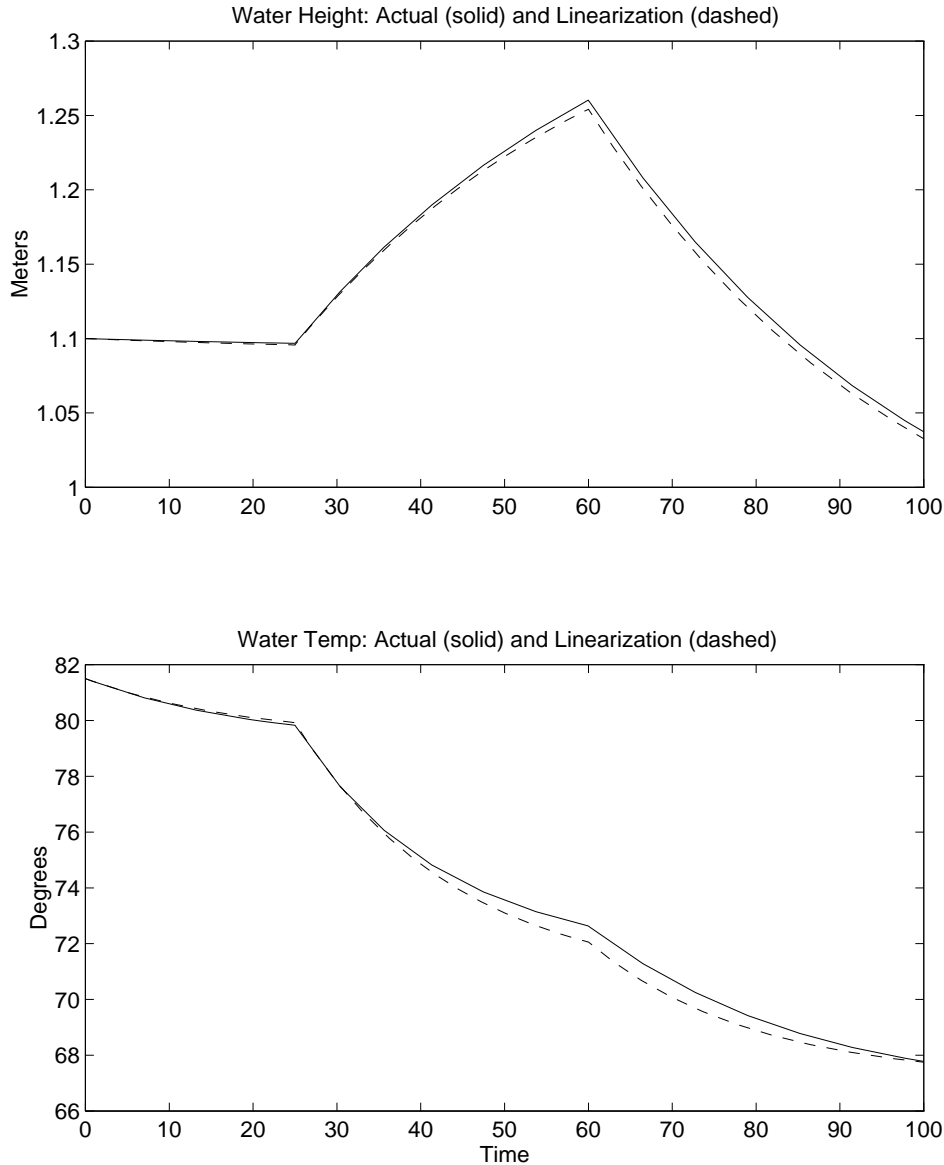 Water Height: Actual (solid) and Linearization (dashed)
1.3
1.25
1.2
1.15
1.1
1.05
1
Meters
0 10 20 30 40 50 60 70 80 90 100
Water Temp: Actual (solid) and Linearization (dashed)
82
80
78
76
74
72
70
68
66
Degrees
0 10 20 30 40 50 60 70 80 90 100
Time